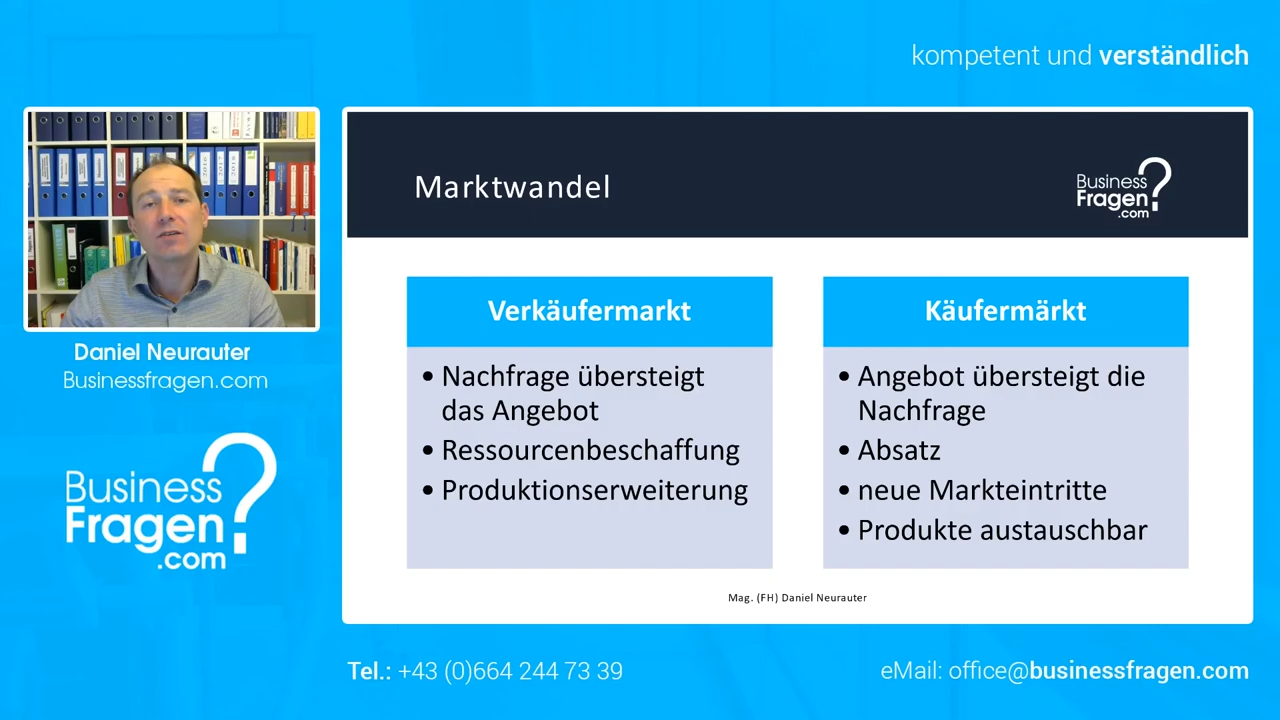 kompetent und verständlich
Marktwandel
Business
Fragen
.com
Verkäufermarkt
• Nachfrage übersteigt
das Angebot
• Ressourcenbeschaffung
• Produktionserweiterung
Käufermärkt
• Angebot übersteigt die
Nachfrage
• Absatz
• neue Markteintritte
• Produkte austauschbar
Mag. (FH) Daniel Neurauter
Daniel Neurauter
Businessfragen.com
Business
Fragen?
.com
Tel.: +43 (0)664 244 73 39
eMail: office@businessfragen.com